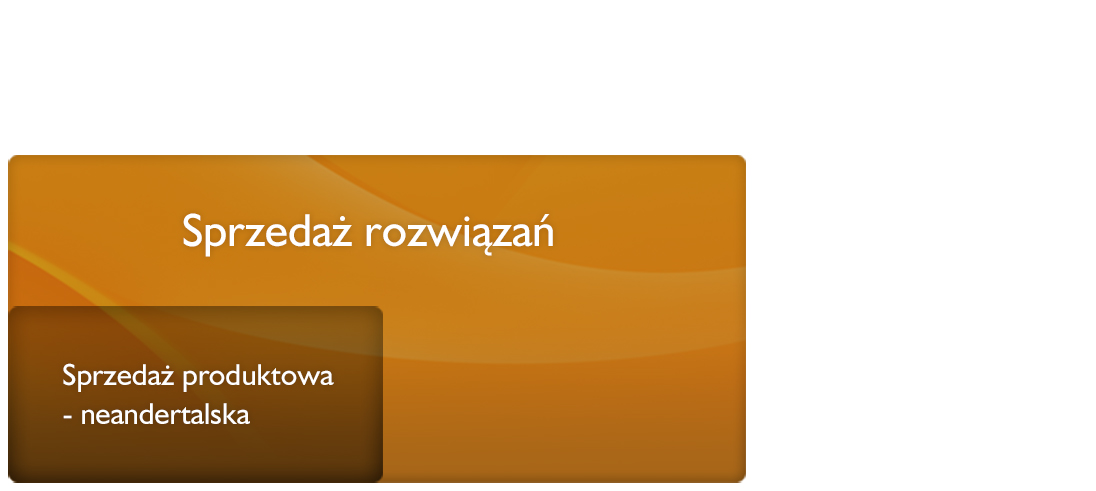 Sprzedaż rozwiązań
Sprzedaż produktowa
- neandertalska